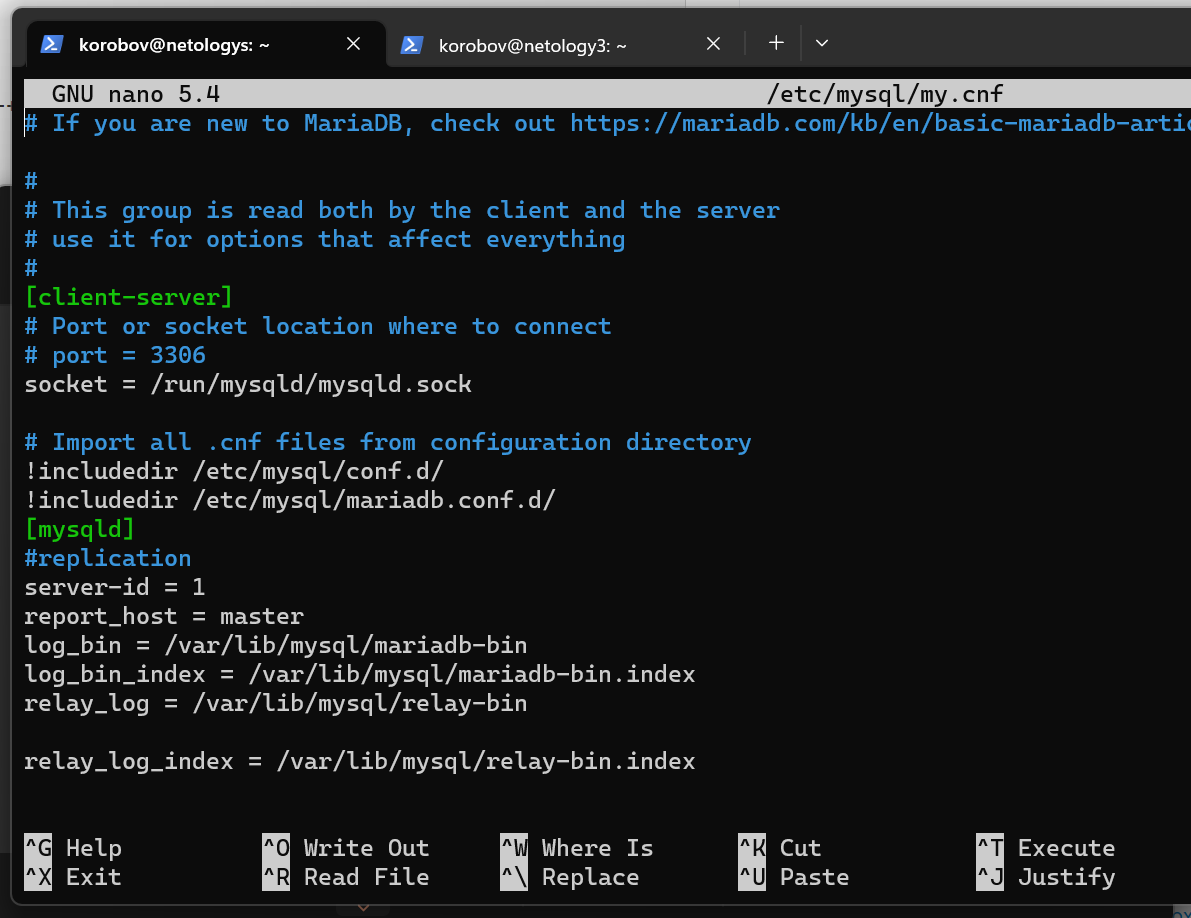 korobov@netologys: ~
korobov@netology3: ~
GNU nano 5.4 /etc/mysql/my.cnf
# If you are new to MariaDB, check out https://mariadb.com/kb/en/basic-mariadb-artic
#
# This group is read both by the client and the server
# use it for options that affect everything
#
[client-server]
# Port or socket location where to connect
# port = 3306
socket = /run/mysqld/mysqld.sock
# Import all .cnf files from configuration directory
!includedir /etc/mysql/conf.d/
!includedir /etc/mysql/mariadb.conf.d/
[mysqld]
#replication
server-id = 1
report_host = master
log_bin = /var/lib/mysql/mariadb-bin
log_bin_index = /var/lib/mysql/mariadb-bin.index
relay_log = /var/lib/mysql/relay-bin
relay_log_index = /var/lib/mysql/relay-bin.index
^G Help ^O Write Out ^W Where Is ^K Cut ^T Execute
^X Exit ^R Read File ^\ Replace ^U Paste ^J Justify